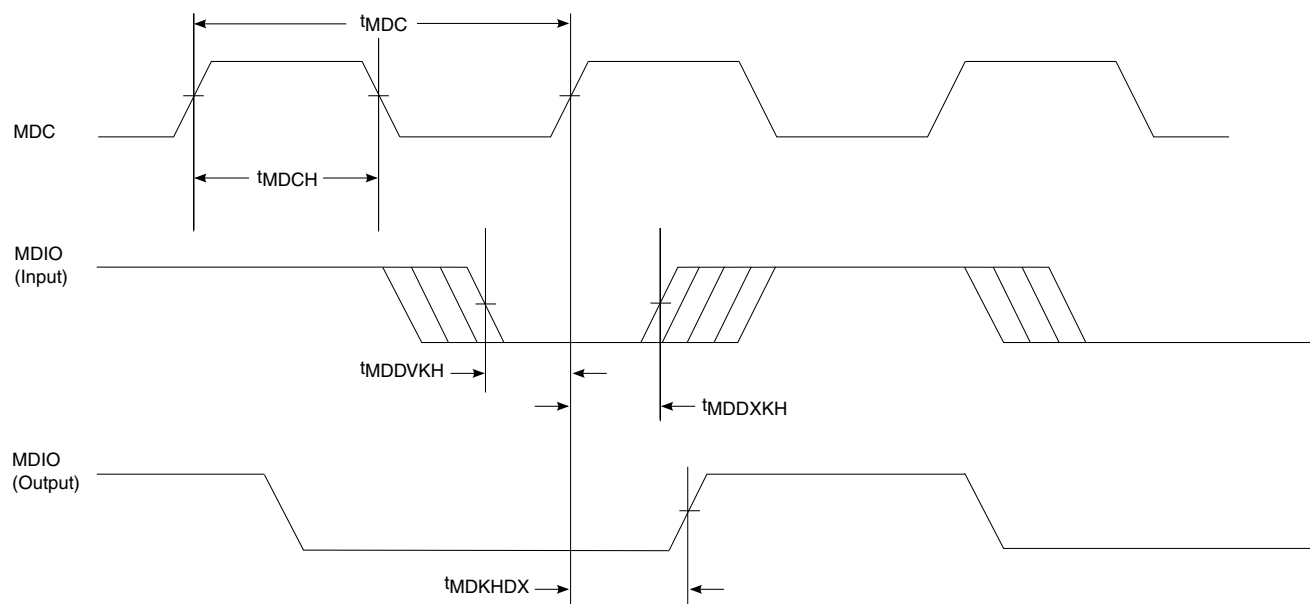 tMDC
MDC
tMDCH
MDIO
(Input)
tMDDVKH
tMDDXKH
MDIO
(Output)
tMDKHDX